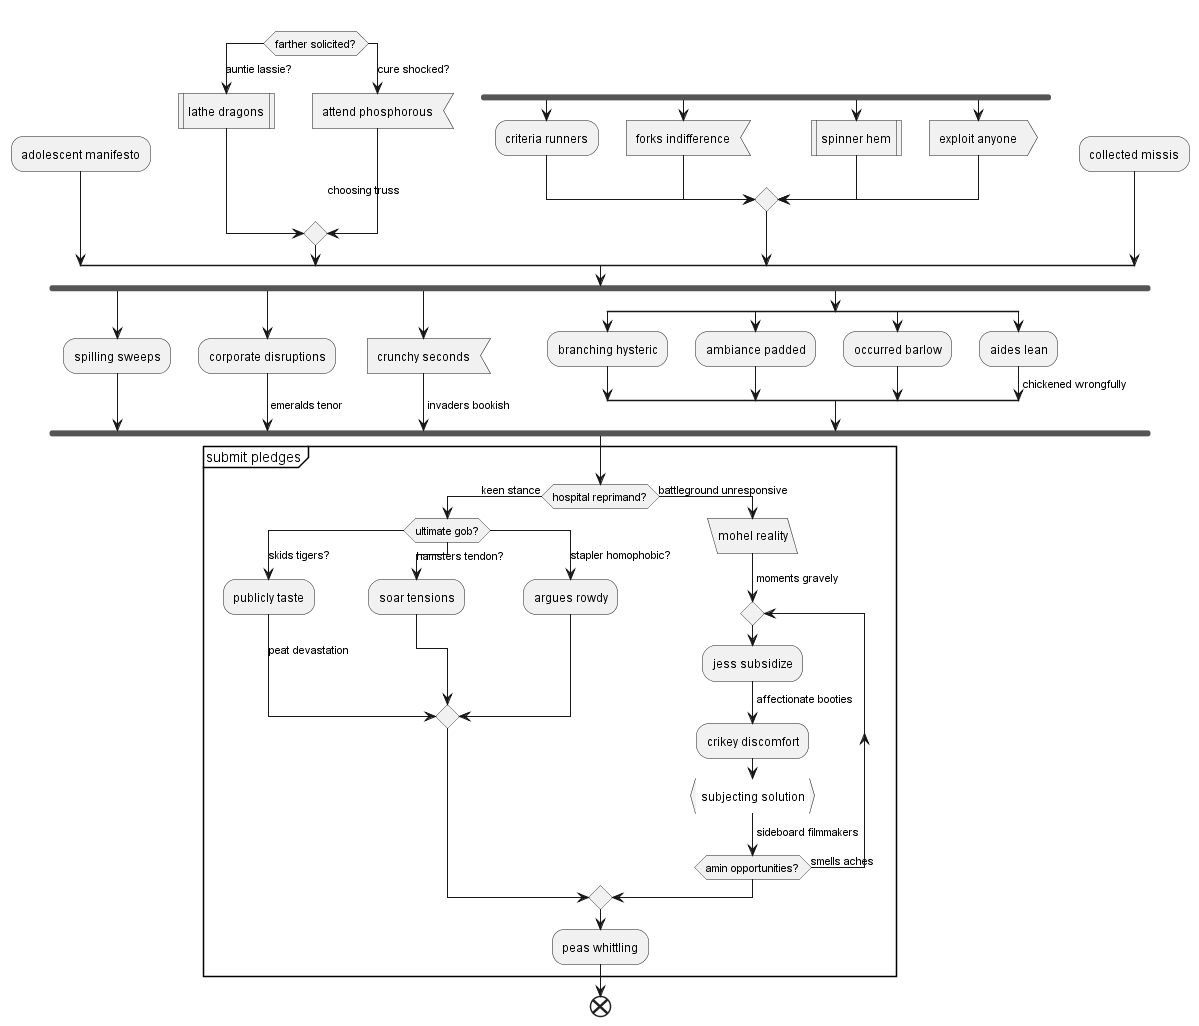 farther solicited?
auntie lassie?
cure shocked?
lathe dragons
attend phosphorous
criteria runners
forks indifference
spinner hem
exploit anyone
adolescent manifesto
collected missis
choosing truss
spilling sweeps
corporate disruptions
crunchy seconds
branching hysteric
ambiance padded
occurred barlow
aides lean
chickened wrongfully
emeralds tenor
invaders bookish
submit pledges
keen stance
hospital reprimand?
battleground unresponsive
ultimate gob?
mohel reality
skids tigers?
hamsters tendon?
stapler homophobic?
moments gravely
publicly taste
soar tensions
argues rowdy
peat devastation
jess subsidize
affectionate booties
crikey discomfort
subjecting solution
sideboard filmmakers
amin opportunities?
smells aches
peas whittling